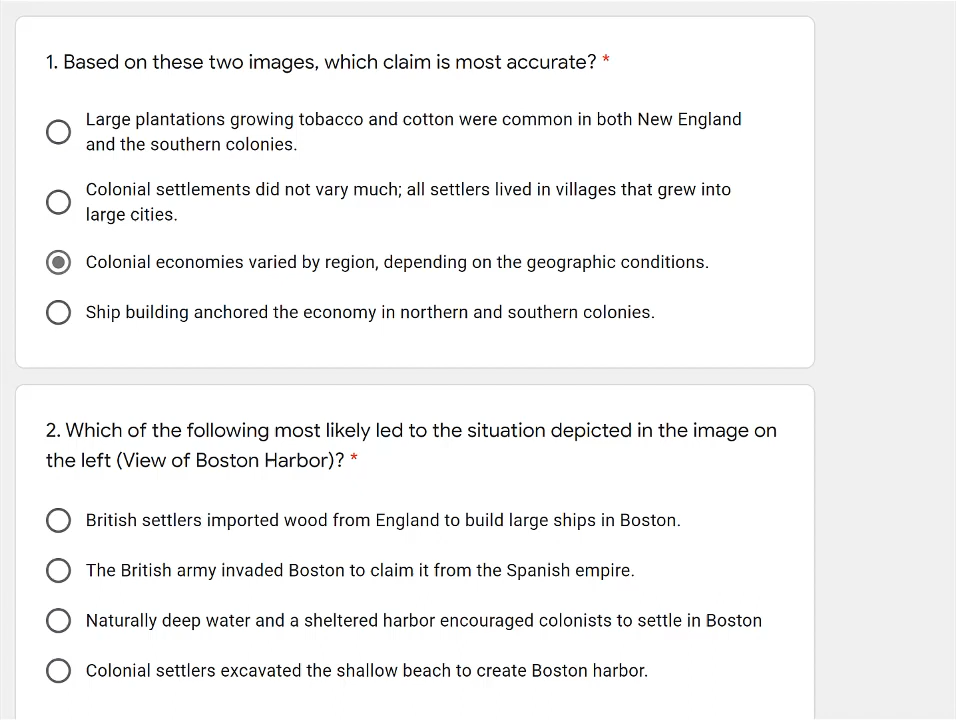 1. Based on these two images, which claim is most accurate? *
Large plantations growing tobacco and cotton were common in both New England
and the southern colonies.
Colonial settlements did not vary much; all settlers lived in villages that grew into
large cities.
Colonial economies varied by region, depending on the geographic conditions.
Ship building anchored the economy in northern and southern colonies.
2. Which of the following most likely led to the situation depicted in the image on
the left (View of Boston Harbor)? *
British settlers imported wood from England to build large ships in Boston.
The British army invaded Boston to claim it from the Spanish empire.
Naturally deep water and a sheltered harbor encouraged colonists to settle in Boston
Colonial settlers excavated the shallow beach to create Boston harbor.